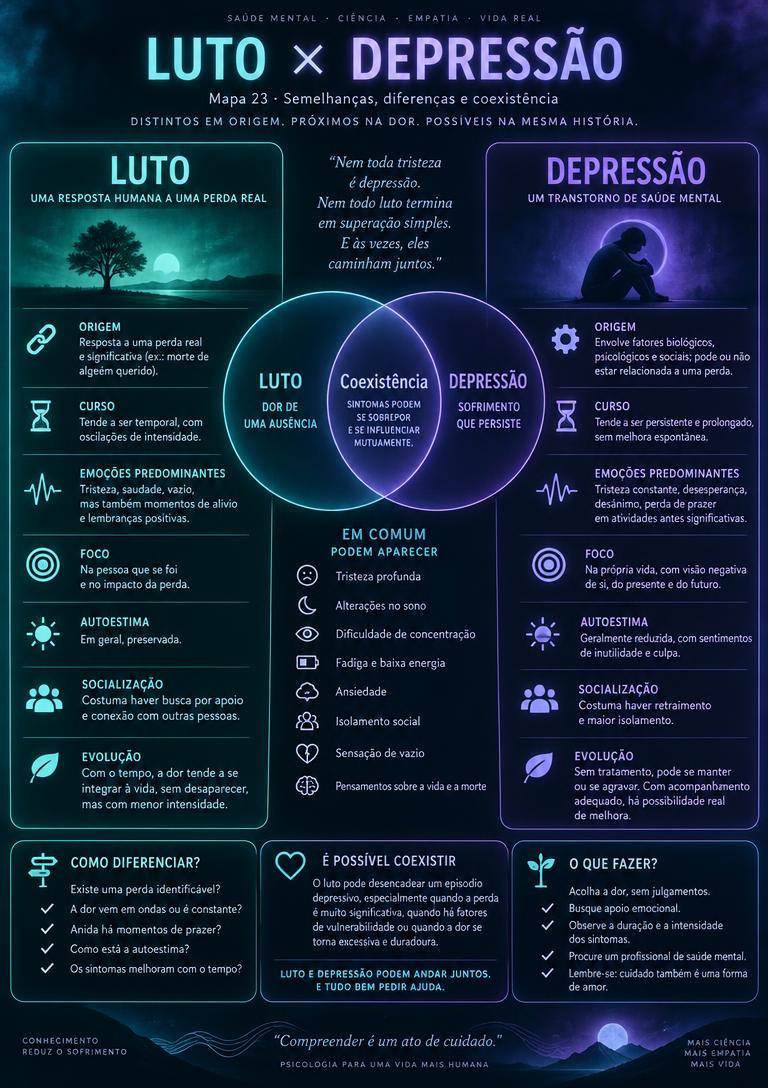 SAÚDE MENTAL · CIÊNCIA · EMPATIA · VIDA REAL
LUTO × DEPRESSÃO
Mapa 23 · Semelhanças, diferenças e coexistência
DISTINTOS EM ORIGEM. PRÓXIMOS NA DOR. POSSÍVEIS NA MESMA HISTÓRIA.
LUTO
UMA RESPOSTA HUMANA A UMA PERDA REAL
ORIGEM
Resposta a uma perda real
e significativa (ex.: morte de
algeém querido).
CURSO
Tende a ser temporal, com
oscilações de intensidade.
EMOÇÕES PREDOMINANTES
Tristeza, saudade, vazio,
mas também momentos de alivio
e lembranças positivas.
FOCO
Na pessoa que se foi
e no impacto da perda.
AUTOESTIMA
Em geral, preservada.
SOCIALIZAÇÃO
Costuma haver busca por apoio
e conexão com outras pessoas.
EVOLUÇÃO
Com o tempo, a dor tende a se
integrar à vida, sem desaparecer,
mas com menor intensidade.
“Nem toda tristeza
é depressão.
Nem todo luto termina
em superação simples.
E às vezes, eles
caminham juntos.”
LUTO
DOR DE
UMA AUSÊNCIA
Coexistência
SINTOMAS PODEM
SE SOBREPOR
E SE INFLUENCIAR
MUTUAMENTE.
DEPRESSÃO
SOFRIMENTO
QUE PERSISTE
EM COMUM
PODEM APARECER
Tristeza profunda
Alterações no sono
Dificuldade de concentração
Fadiga e baixa energia
Ansiedade
Isolamento social
Sensação de vazio
Pensamentos sobre a vida e a morte
DEPRESSÃO
UM TRANSTORNO DE SAÚDE MENTAL
ORIGEM
Envolve fatores biológicos,
psicológicos e sociais; pode ou não
estar relacionada a uma perda.
CURSO
Tende a ser persistente e prolongado,
sem melhora espontânea.
EMOÇÕES PREDOMINANTES
Tristeza constante, desesperança,
desánimo, perda de prazer
em atividades antes significativas.
FOCO
Na própria vida, com visão negativa
de si, do presente e do futuro.
AUTOESTIMA
Geralmente reduzida, com sentimentos
de inutilidade e culpa.
SOCIALIZAÇÃO
Costuma haver retraimento
e maior isolamento.
EVOLUÇÃO
Sem tratamento, pode se manter
ou se agravar. Com acompanhamento
adequado, há possibilidade real
de melhora.
COMO DIFERENCIAR?
Existe uma perda identificável?
A dor vem em ondas ou é constante?
Anida há momentos de prazer?
Como está a autoestima?
Os sintomas melhoram com o tempo?
É POSSÍVEL COEXISTIR
O luto pode desencadear um episodio
depressivo, especialmente quando a perda
é muito significativa, quando há fatores
de vulnerabilidade ou quando a dor se
torna excessiva e duradoura.
LUTO E DEPRESSÃO PODEM ANDAR JUNTOS.
E TUDO BEM PEDIR AJUDA.
O QUE FAZER?
Acolha a dor, sem julgamentos.
Busque apoio emocional.
Observe a duração e a intensidade
dos sintomas.
Procure um profissional de saúde mental.
Lembre-se: cuidado também é uma forma
de amor.
CONHECIMENTO
REDUZ O SOFRIMENTO
“Compreender é um ato de cuidado.”
PSICOLOGIA PARA UMA VIDA MAIS HUMANA
MAIS CIÊNCIA
MAIS EMPATIA
MAIS VIDA